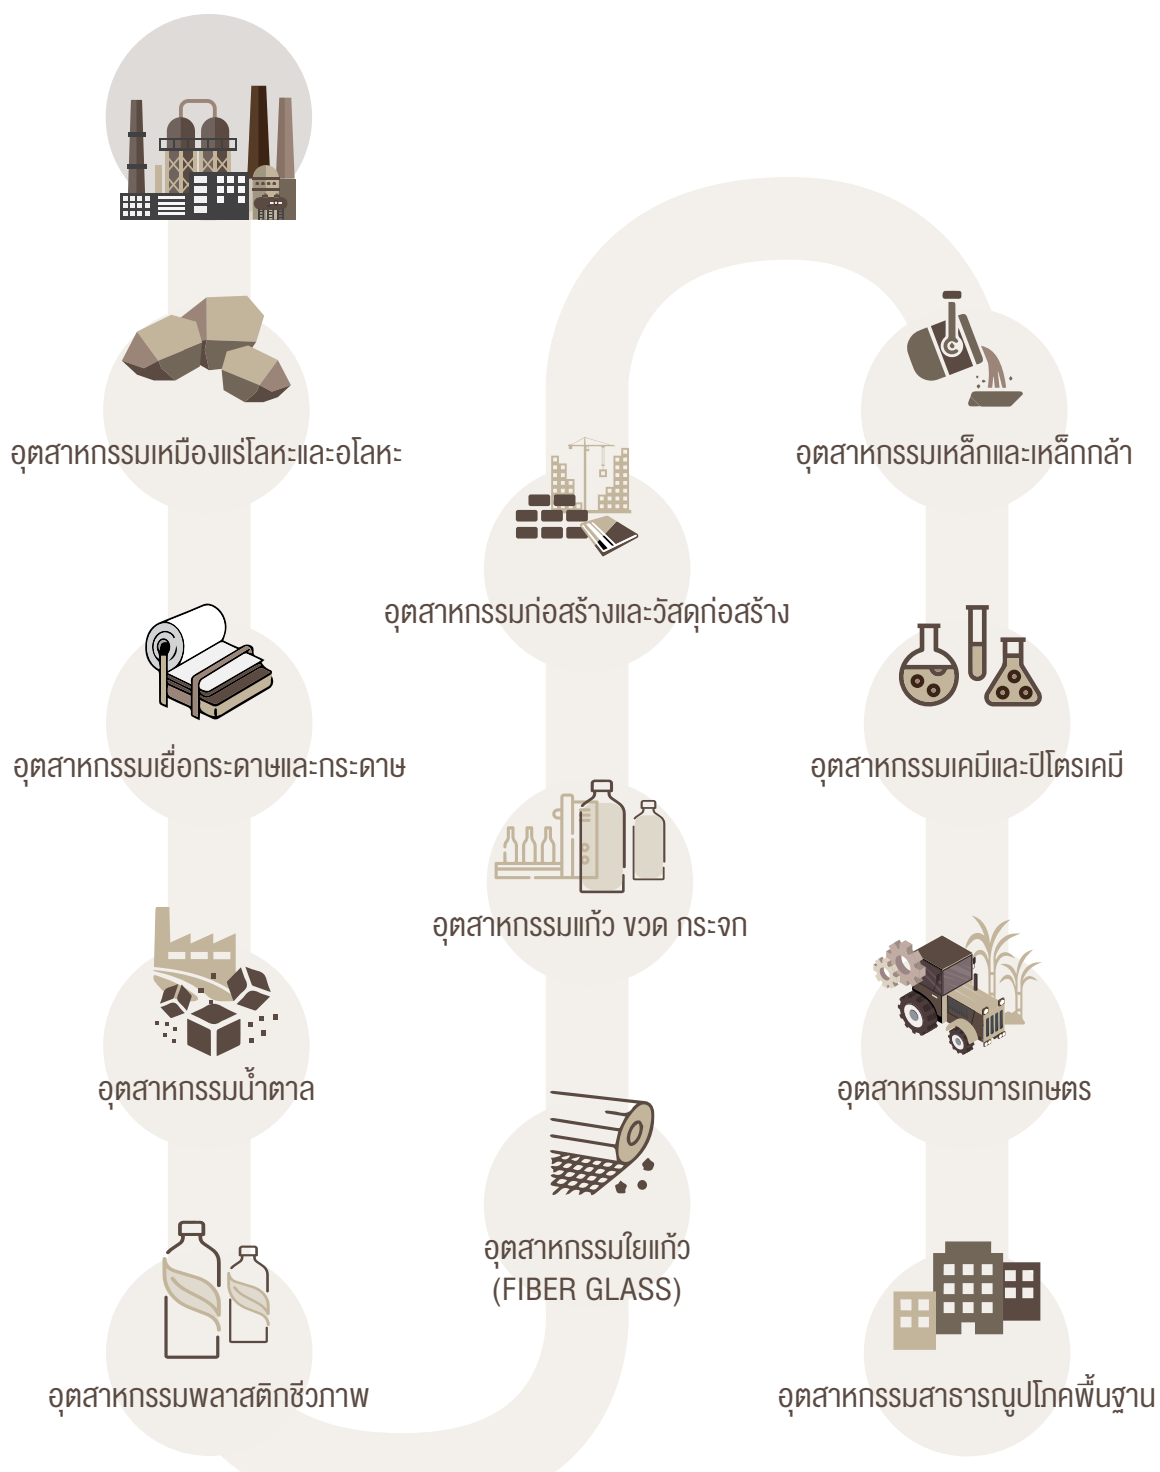 อุตสาหกรรมเหมืองแร่โลหะและอโลหะ
อุตสาหกรรมเยื่อกระดาษและกระดาษ
อุตสาหกรรมน้ำตาล
อุตสาหกรรมพลาสติกชีวภาพ
อุตสาหกรรมใยแก้ว
(FIBER GLASS)
อุตสาหกรรมแก้ว ขวด กระจก
อุตสาหกรรมก่อสร้างและวัสดุก่อสร้าง
อุตสาหกรรมเหล็กและเหล็กกล้า
อุตสาหกรรมเคมีและปิโตรเคมี
อุตสาหกรรมการเกษตร
อุตสาหกรรมสาธารณูปโภคพื้นฐาน